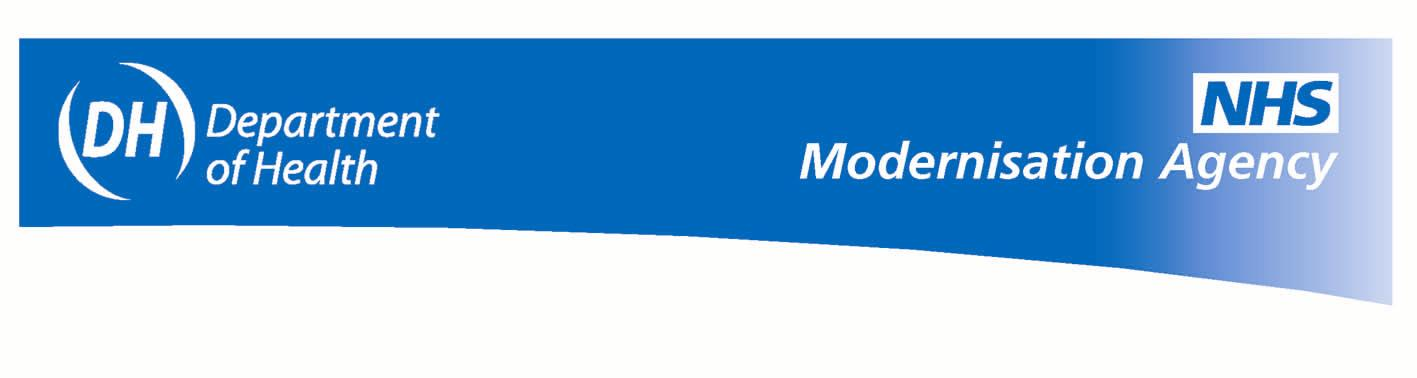 DH
Department
of Health
NHS
Modernisation Agency